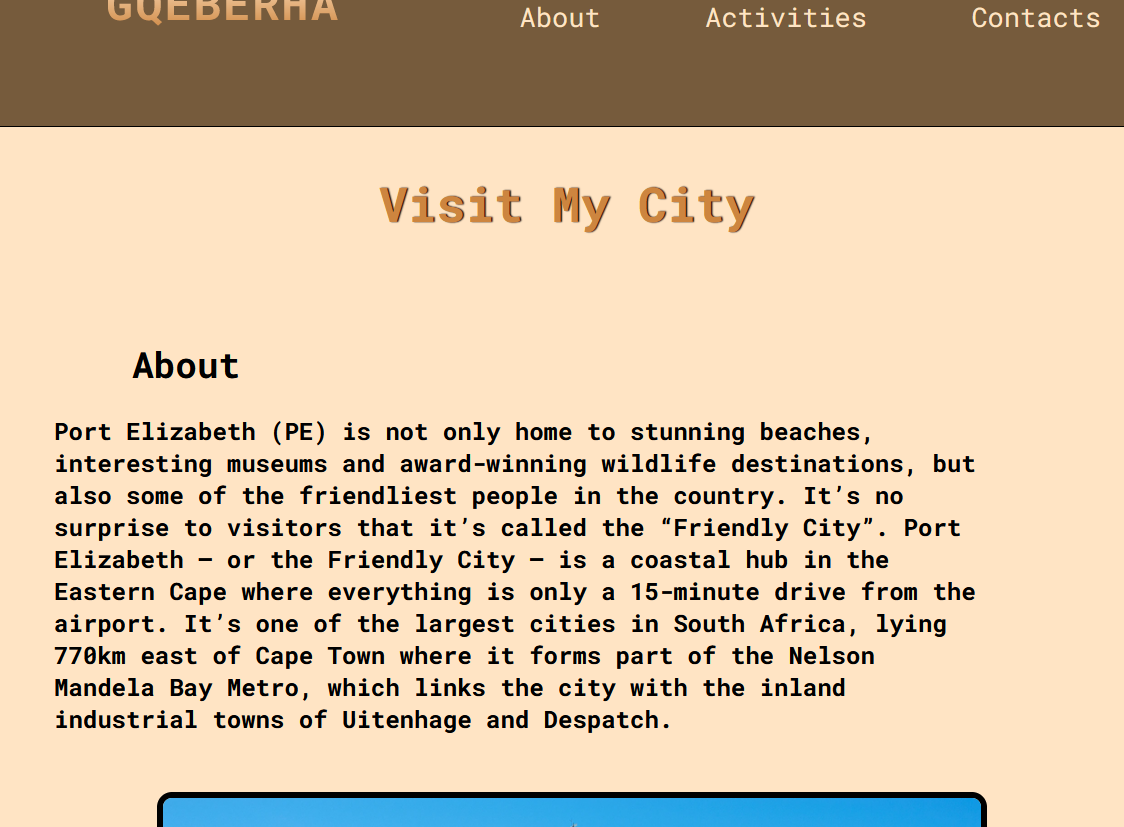 GQEBERHA
About
Activities
Contacts
Visit My City
About
Port Elizabeth (PE) is not only home to stunning beaches,
interesting museums and award-winning wildlife destinations, but
also some of the friendliest people in the country. It’s no
surprise to visitors that it’s called the “Friendly City”. Port
Elizabeth – or the Friendly City – is a coastal hub in the
Eastern Cape where everything is only a 15-minute drive from the
airport. It’s one of the largest cities in South Africa, lying
770km east of Cape Town where it forms part of the Nelson
Mandela Bay Metro, which links the city with the inland
industrial towns of Uitenhage and Despatch.